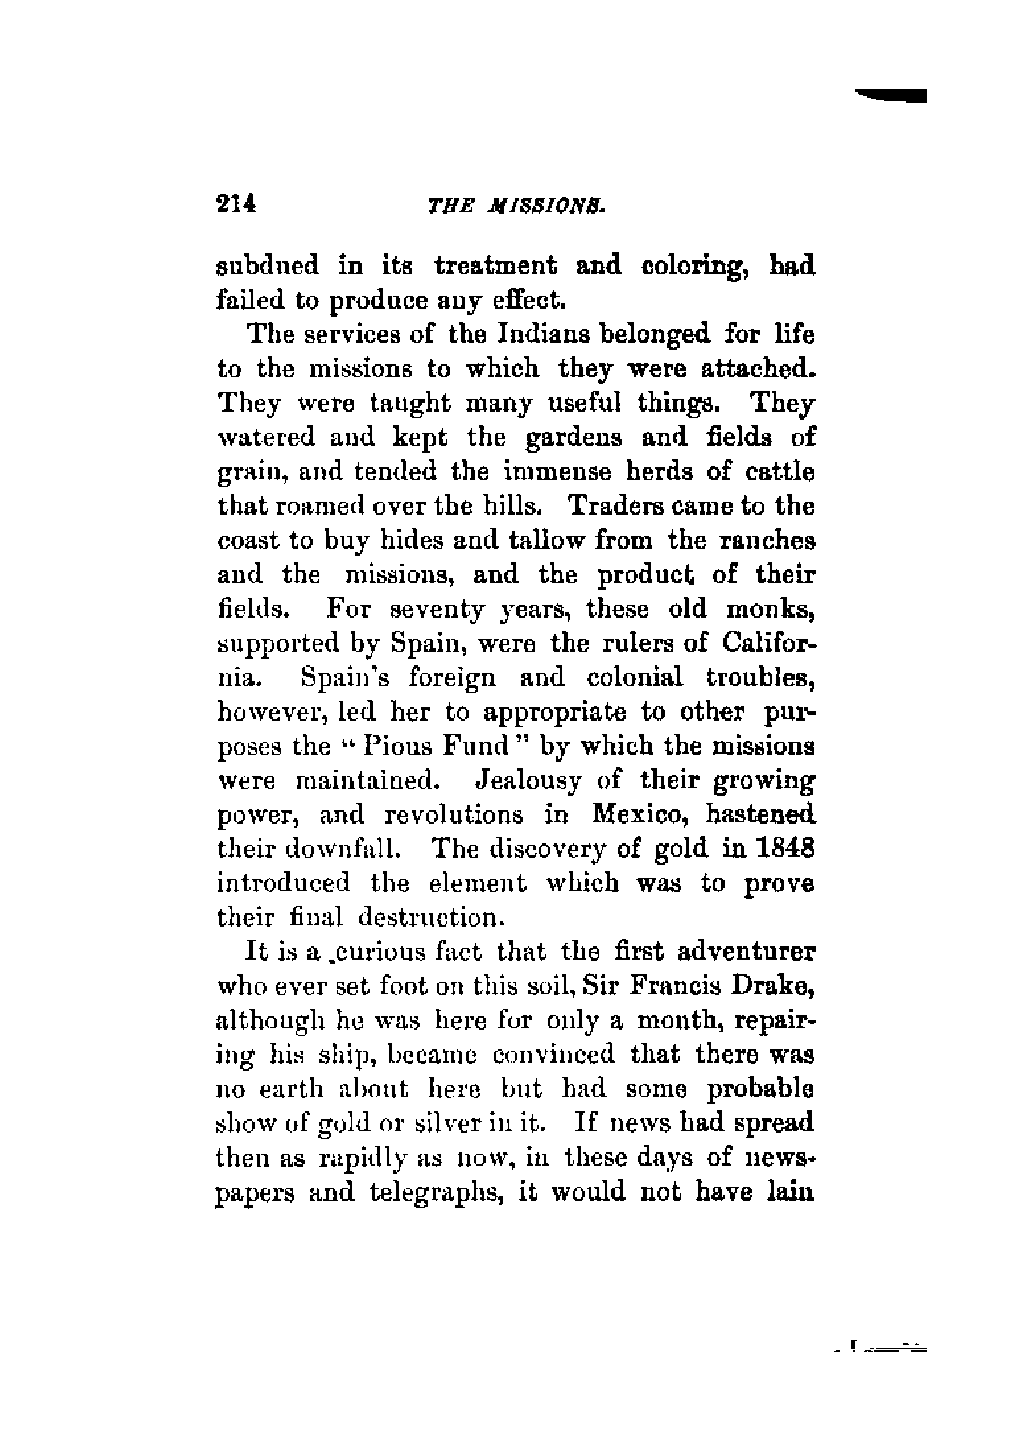 214 THE MISSIONS.
subdued in its treatment and coloring, had
failed to produce any effect.
The services of the Indians belonged for life
to the missions to which they were attached.
They were taught many useful things. They
watered and kept the gardens and fields of
grain, and tended the immense herds of cattle
that roamed over the hills. Traders came to the
coast to buy hides and tallow from the ranches
and the missions, and the product of their
fields. For seventy years, these old monks,
supported by Spain, were the rulers of Califor-
nia. Spain's foreign and colonial troubles,
however, led her to appropriate to other pur-
poses the “Pious Fund” by which the missions
were maintained. Jealousy of their growing
power, and revolutions in Mexico, hastened
their downfall. The discovery of gold in 1848
introduced the element which was to prove
their final destruction.
It is a curious fact that the first adventurer
who ever set foot on this soil, Sir Francis Drake,
although he was here for only a month, repair-
ing his ship, became convinced that there was
no earth about here but had some probable
show of gold or silver in it. If news had spread
then as rapidly as now, in these days of news-
papers and telegraphs, it would not have lain